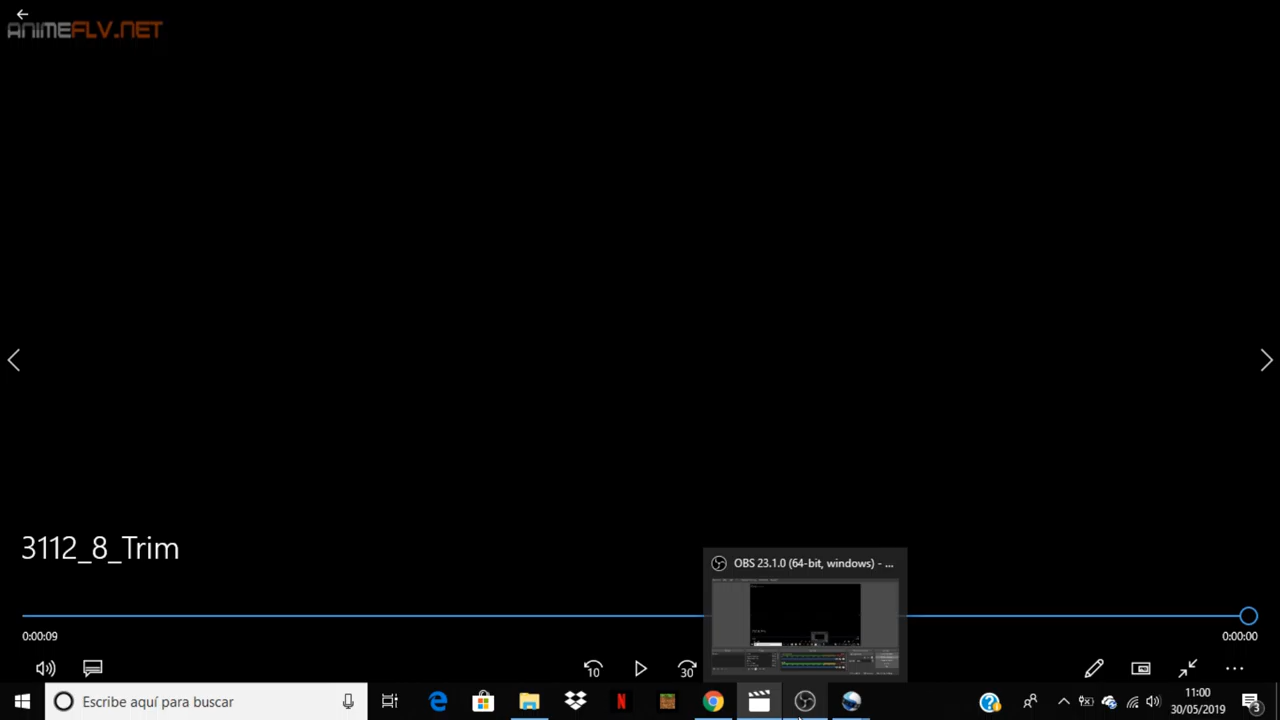 ANIMEFLV.NET
3112_8_Trim
OBS 23.1.0 (64-bit, windows) - ...
0:00:09
0:00:00
10
30
Escribe aquí para buscar
11:00
30/05/2019
3